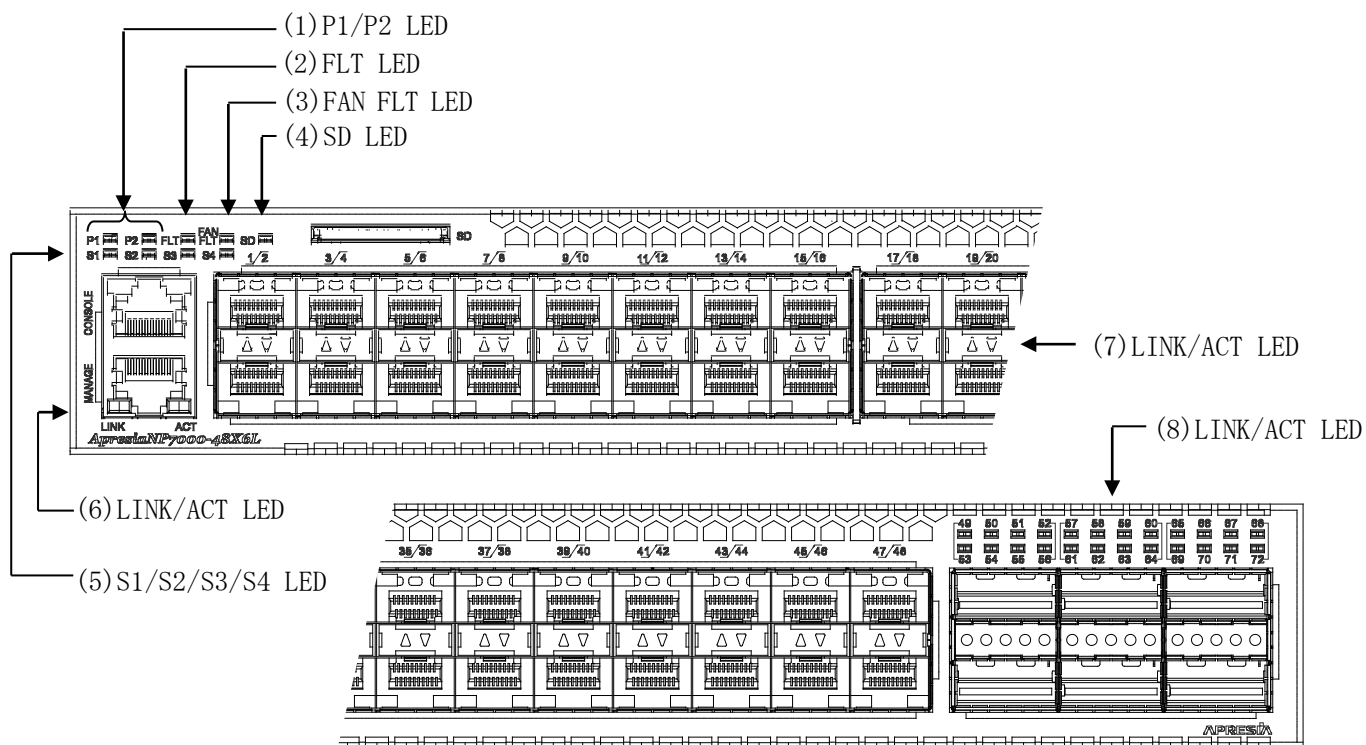 (1)P1/P2 LED
(2)FLT LED
(3)FAN FLT LED
(4)SD LED
FAN
P1 P2 FLT FLT SD
S1 S2 S3 S4
SD
1/2 3/4 5/6 7/8 9/10 11/12 13/14 15/16 17/18 19/20
CONSOLE
MANAGE
LINK ACT
ApresiaNP7000-48X6L
(7)LINK/ACT LED
(8)LINK/ACT LED
(6)LINK/ACT LED
(5)S1/S2/S3/S4 LED
35/36 37/38 39/40 41/42 43/44 45/46 47/48
49 50 51 52 57 58 59 60 65 66 67 68
53 54 55 56 61 62 63 64 69 70 71 72
APRESIA